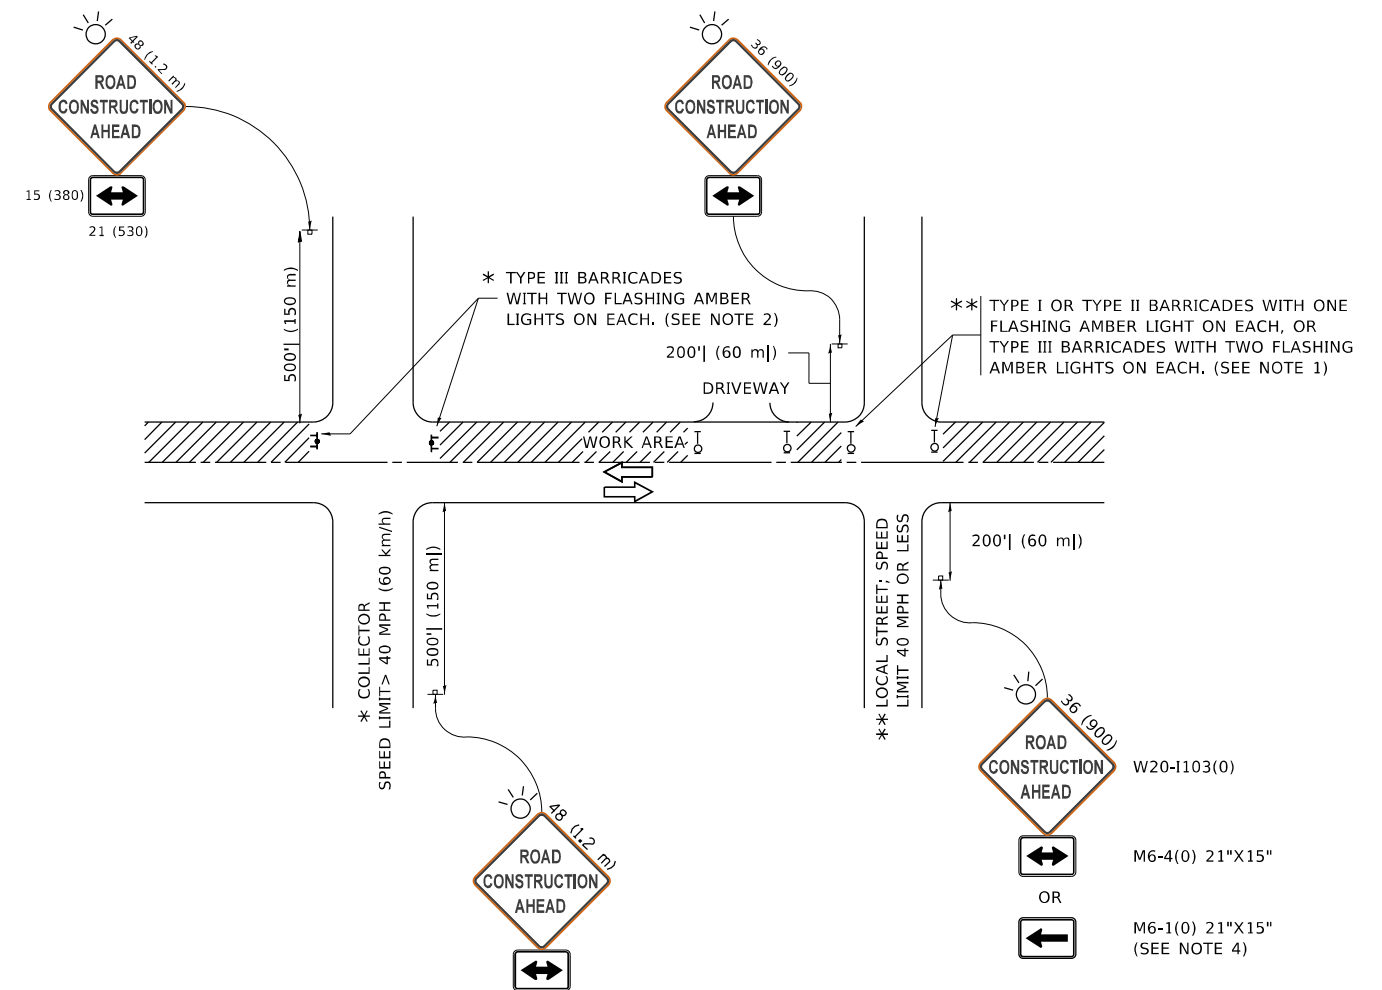 48 (1.2 m)
ROAD
CONSTRUCTION
AHEAD
15 (380)
21 (530)
36 (900)
ROAD
CONSTRUCTION
AHEAD
500'| (150 m)
* TYPE III BARRICADES
WITH TWO FLASHING AMBER
LIGHTS ON EACH. (SEE NOTE 2)
200'| (60 m|)
DRIVEWAY
** TYPE I OR TYPE II BARRICADES WITH ONE
FLASHING AMBER LIGHT ON EACH, OR
TYPE III BARRICADES WITH TWO FLASHING
AMBER LIGHTS ON EACH. (SEE NOTE 1)
WORK AREA
* COLLECTOR
SPEED LIMIT> 40 MPH (60 km/h)
500'| (150 m|)
** LOCAL STREET; SPEED
LIMIT 40 MPH OR LESS
200'| (60 m|)
48 (1.2 m)
ROAD
CONSTRUCTION
AHEAD
36 (900)
ROAD
CONSTRUCTION
AHEAD
W20-I103(0)
M6-4(0) 21"X15"
OR
M6-1(0) 21"X15"
(SEE NOTE 4)